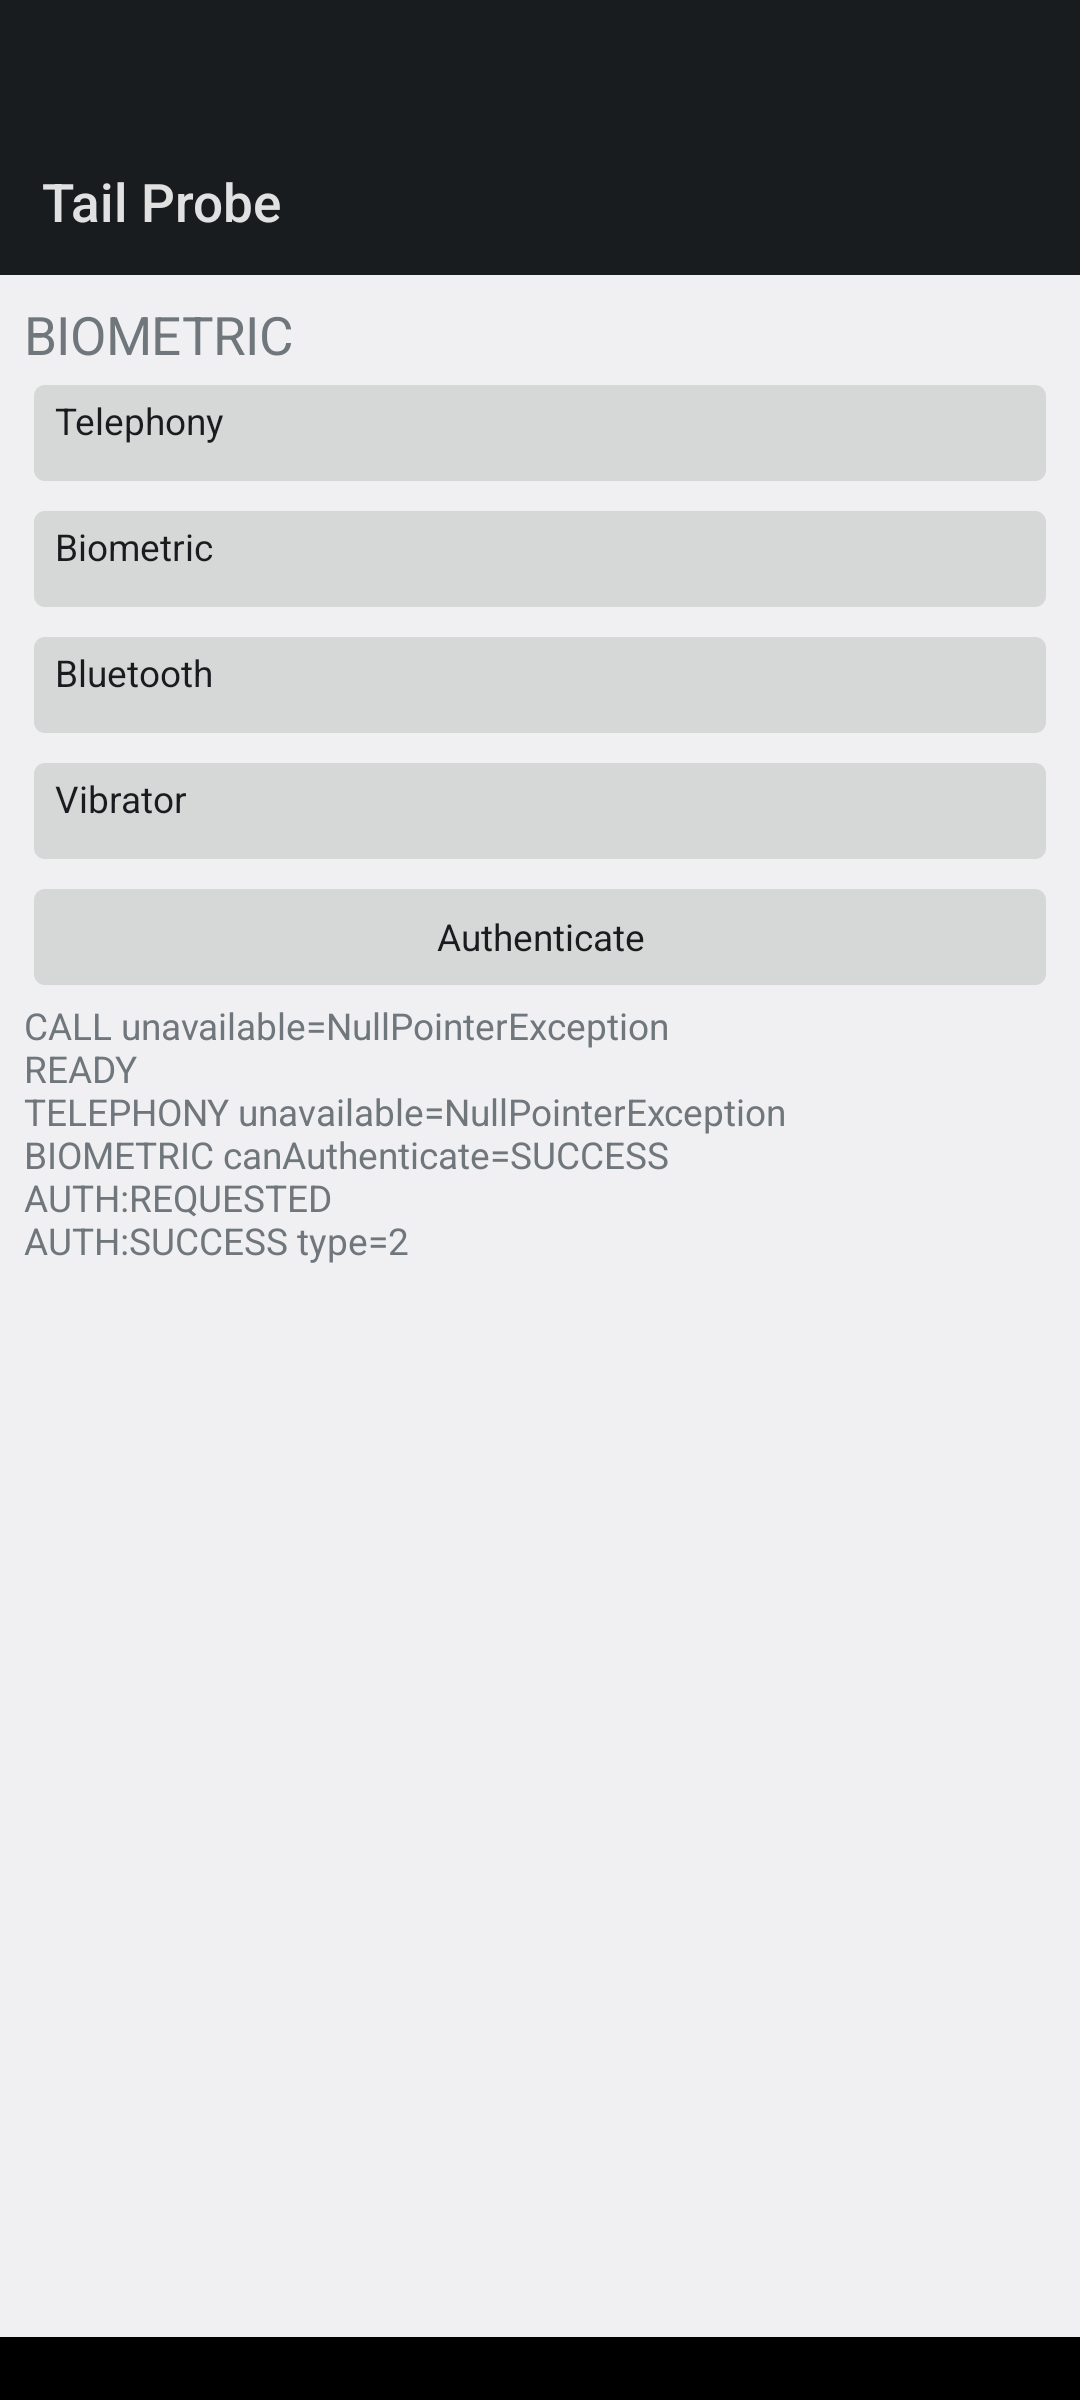 Tail Probe
BIOMETRIC
Telephony
Biometric
Bluetooth
Vibrator
Authenticate
CALL unavailable=NullPointerException
READY
TELEPHONY unavailable=NullPointerException
BIOMETRIC canAuthenticate=SUCCESS
AUTH:REQUESTED
AUTH:SUCCESS type=2